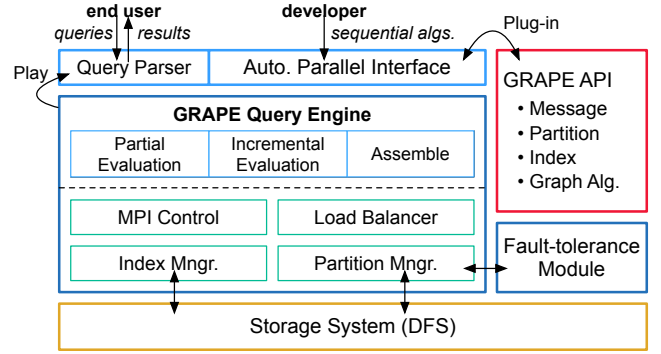 end user
developer
queries
results
sequential algs.
Plug-in
Play
Query Parser
Auto. Parallel Interface
GRAPE API
• Message
• Partition
• Index
• Graph Alg.
GRAPE Query Engine
Partial
Evaluation
Incremental
Evaluation
Assemble
MPI Control
Load Balancer
Index Mngr.
Partition Mngr.
Fault-tolerance
Module
Storage System (DFS)